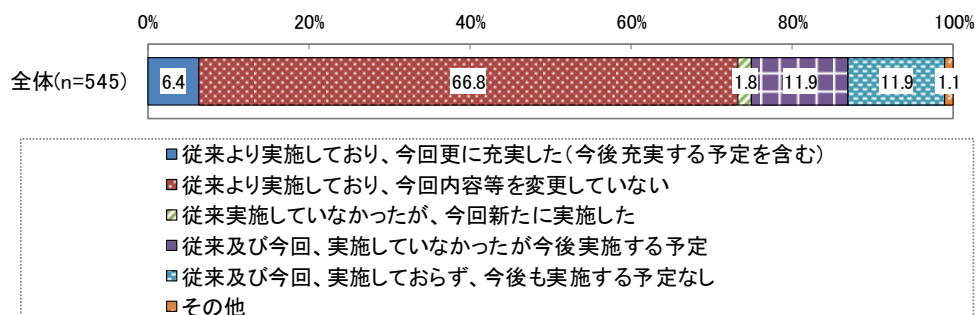 0% 20% 40% 60% 80% 100%
全体(n=545) 6.4 66.8 1.8 11.9 11.9 1.1
従来より実施しており、今回更に充実した（今後充実する予定を含む）
従来より実施しており、今回内容等を変更していない
従来実施していなかったが、今回新たに実施した
従来及び今回、実施していなかったが今後実施する予定
従来及び今回、実施しておらず、今後も実施する予定なし
その他